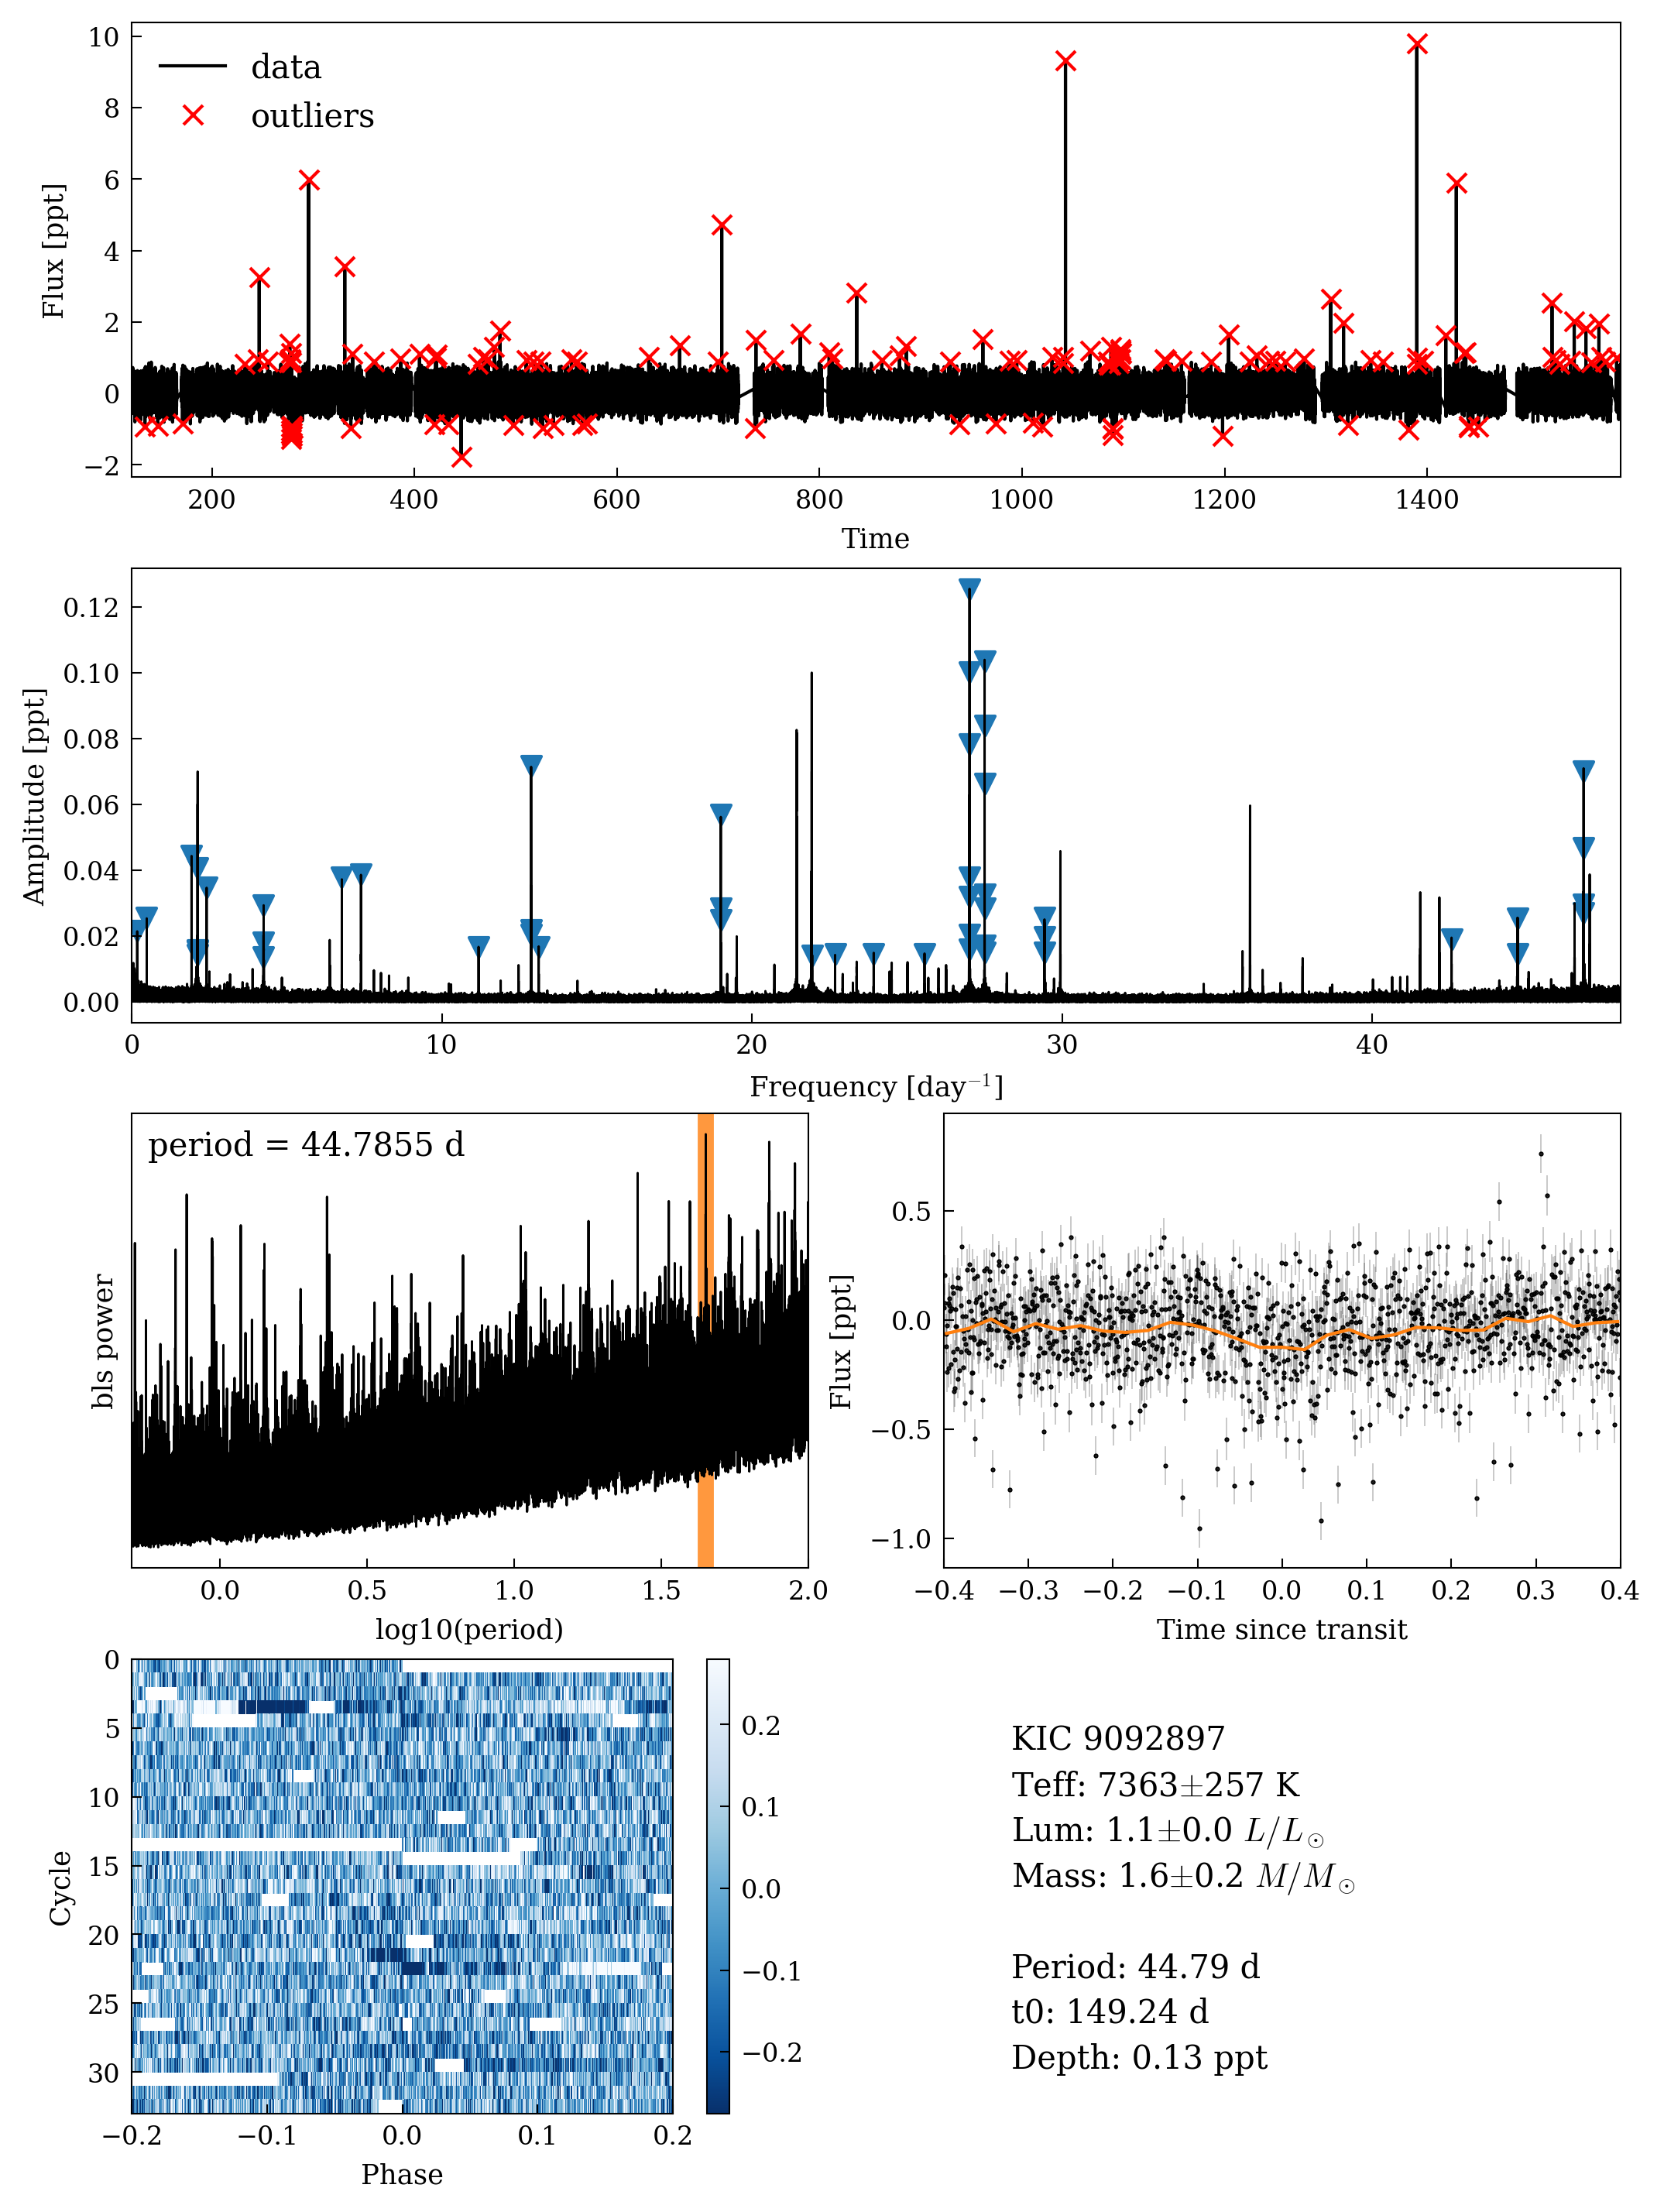 10
8
6
4
2
0
−2
Flux [ppt]
data
outliers
200 400 600 800 1000 1200 1400
Time
0.12
0.10
0.08
0.06
0.04
0.02
0.00
Amplitude [ppt]
0 10 20 30 40
Frequency [day⁻¹]
period = 44.7855 d
bls power
0.0 0.5 1.0 1.5 2.0
log10(period)
0.5
0.0
−0.5
−1.0
Flux [ppt]
−0.4 −0.3 −0.2 −0.1 0.0 0.1 0.2 0.3 0.4
Time since transit
0
5
10
15
20
25
30
Cycle
−0.2 −0.1 0.0 0.1 0.2
Phase
0.2
0.1
0.0
−0.1
−0.2
KIC 9092897
Teff: 7363±257 K
Lum: 1.1±0.0 L/L⊙
Mass: 1.6±0.2 M/M⊙
Period: 44.79 d
t0: 149.24 d
Depth: 0.13 ppt